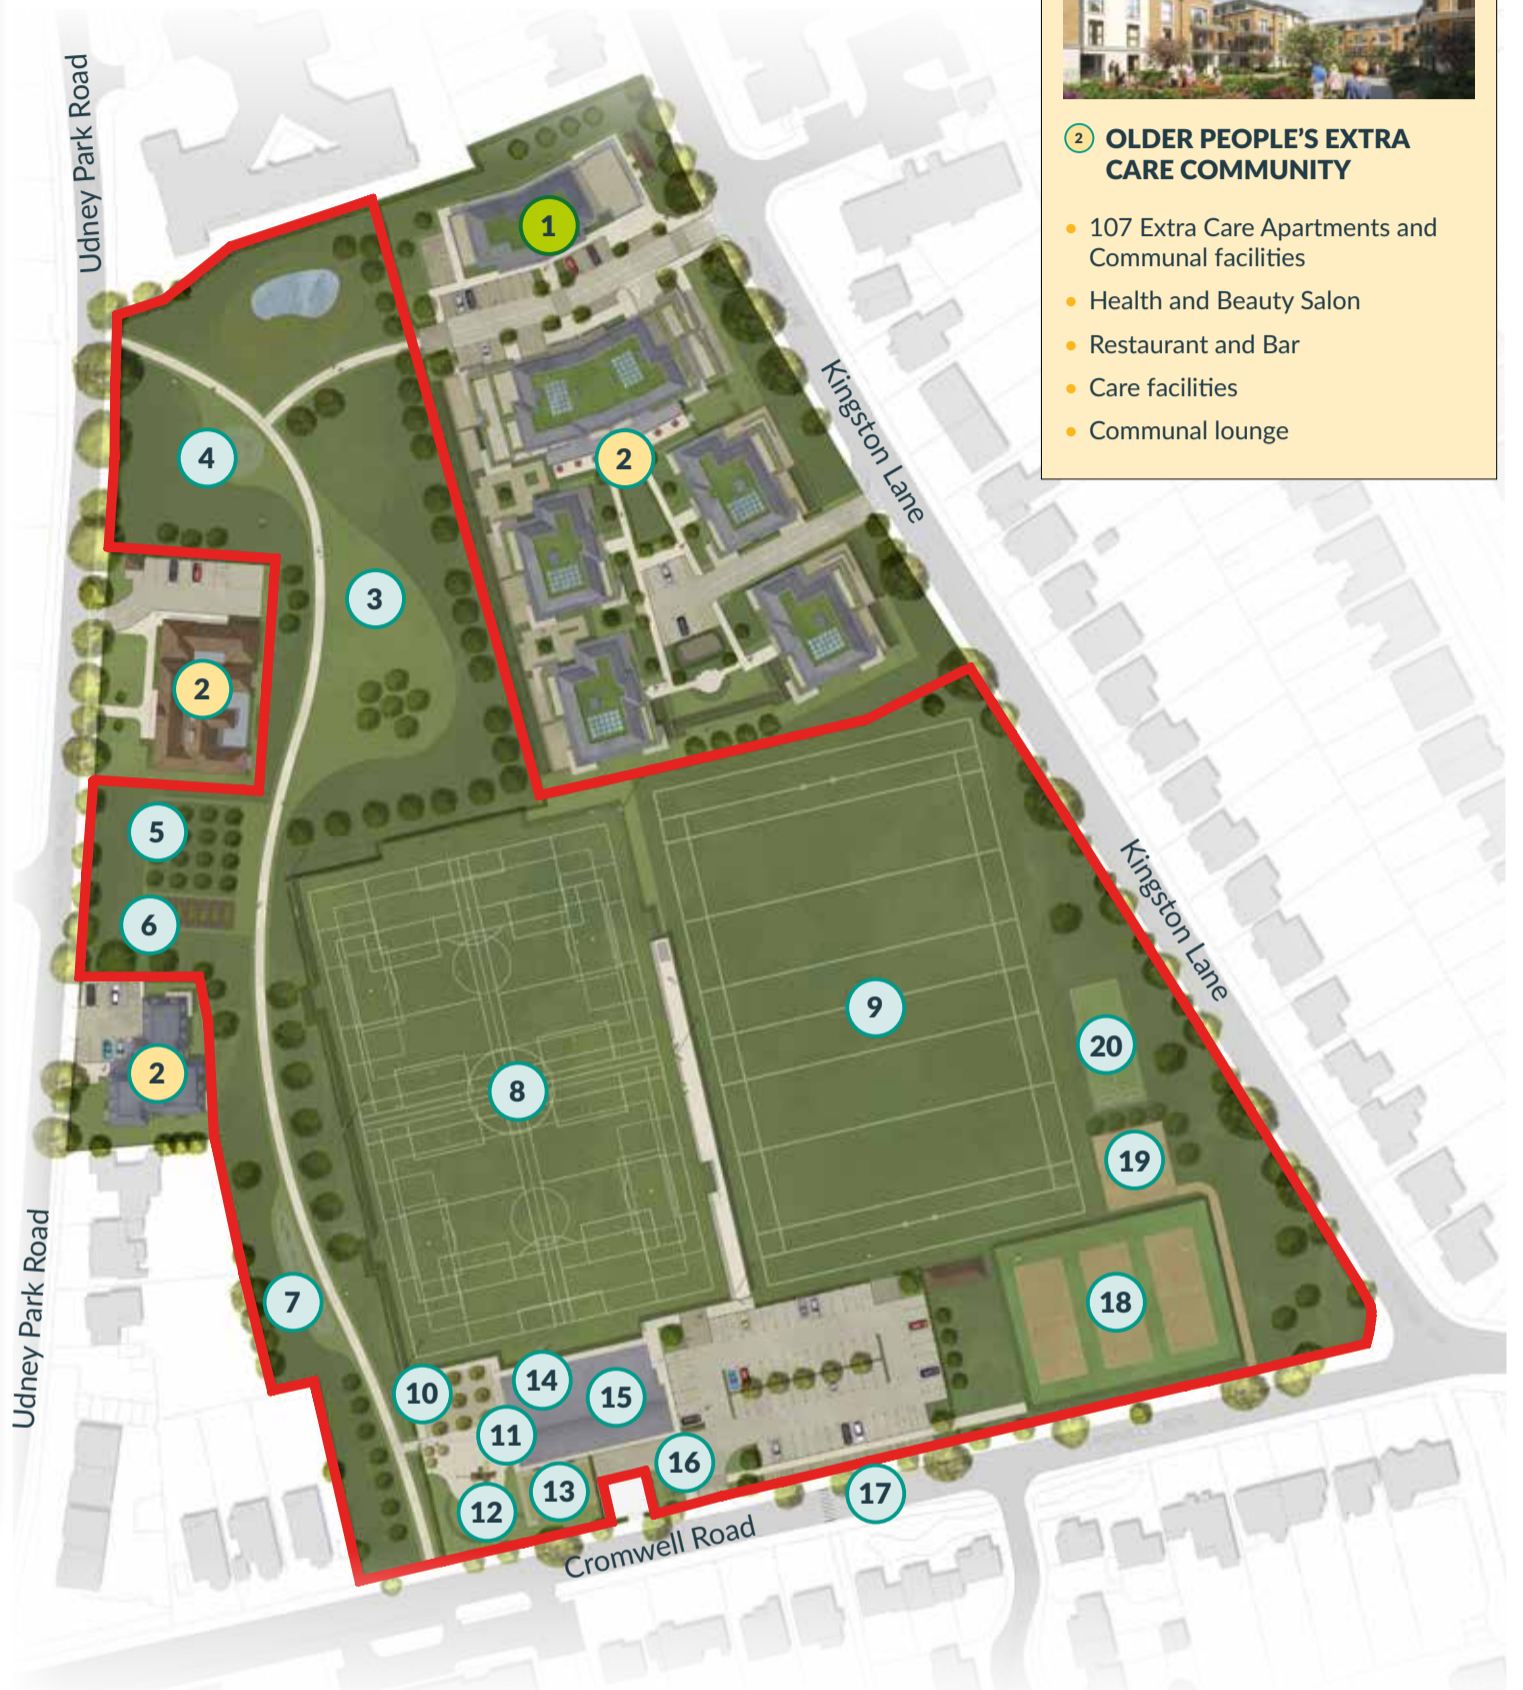 2 OLDER PEOPLE'S EXTRA
CARE COMMUNITY
• 107 Extra Care Apartments and
Communal facilities
• Health and Beauty Salon
• Restaurant and Bar
• Care facilities
• Communal lounge
Udney Park Road
1
Kingston Lane
2
4
3
2
5
6
Kingston Lane
9
20
2
8
19
Udney Park Road
7
18
14
10
15
11
16
13
17
12
Cromwell Road